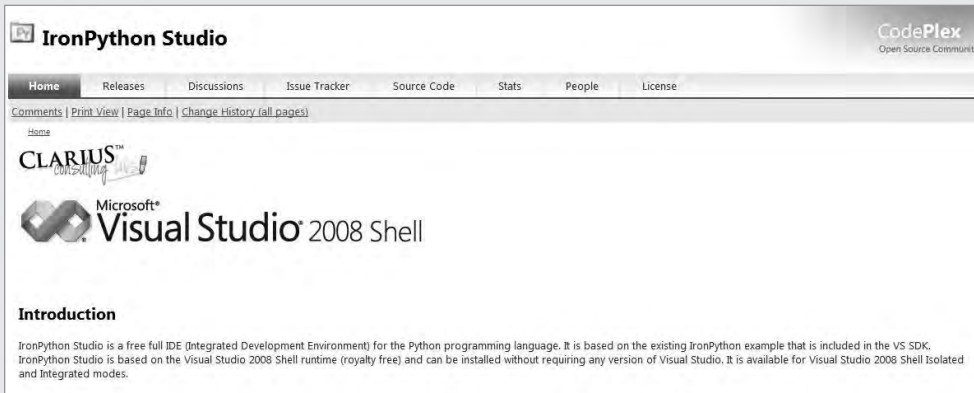 IronPython Studio
CodePlex
Open Source Communit
Home Releases Discussions Issue Tracker Source Code Stats People License
Comments | Print View | Page Info | Change History (all pages)
Home
CLARIUS™
consulting
Microsoft®
Visual Studio® 2008 Shell
Introduction
IronPython Studio is a free full IDE (Integrated Development Environment) for the Python programming language. It is based on the existing IronPython example that is included in the VS SDK.
IronPython Studio is based on the Visual Studio 2008 Shell runtime (royalty free) and can be installed without requiring any version of Visual Studio. It is available for Visual Studio 2008 Shell Isolated
and Integrated modes.